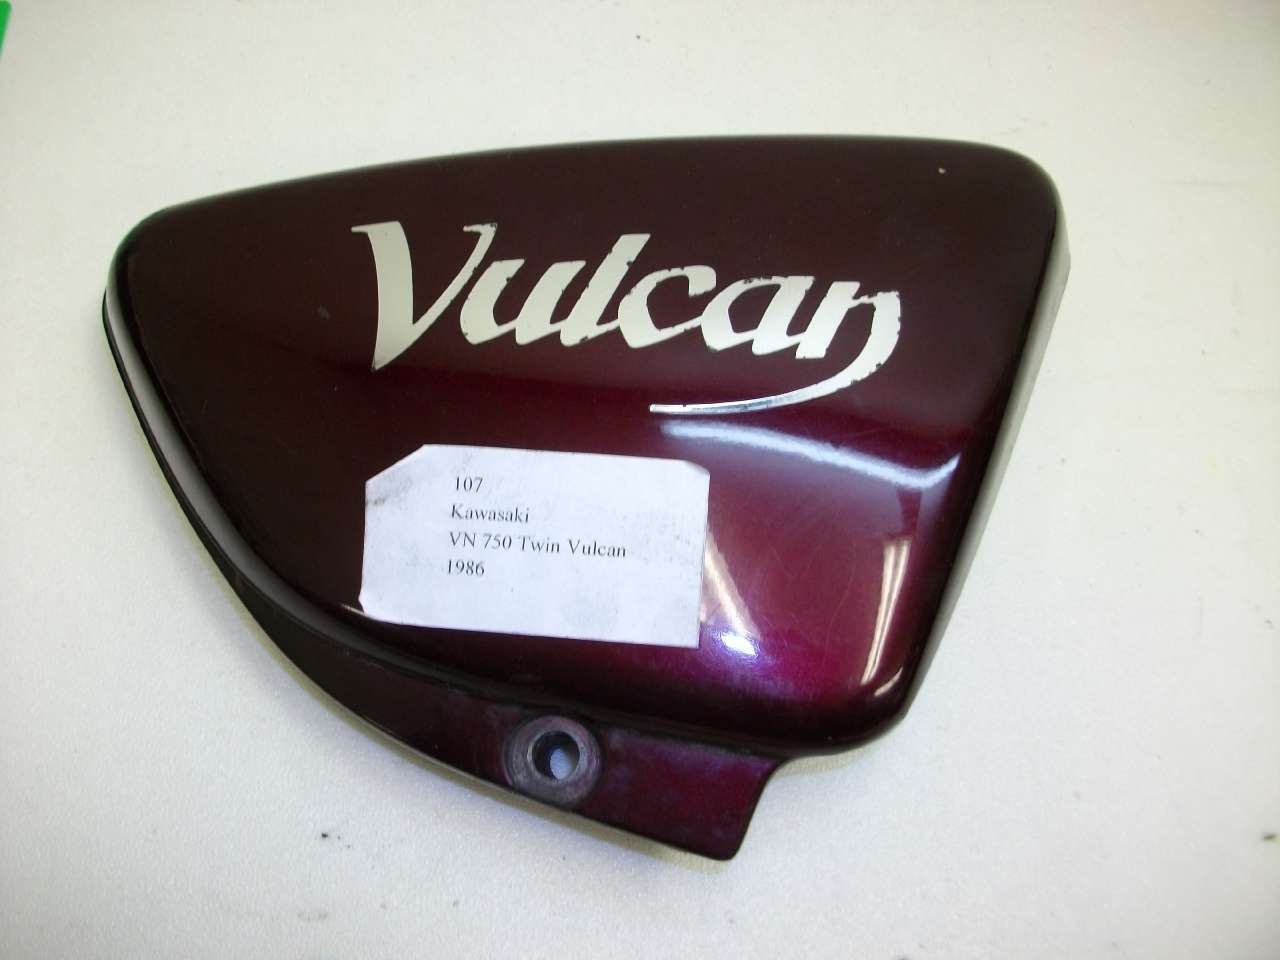 Vulcan
107
Kawasaki
VN 750 Twin Vulcan
1986